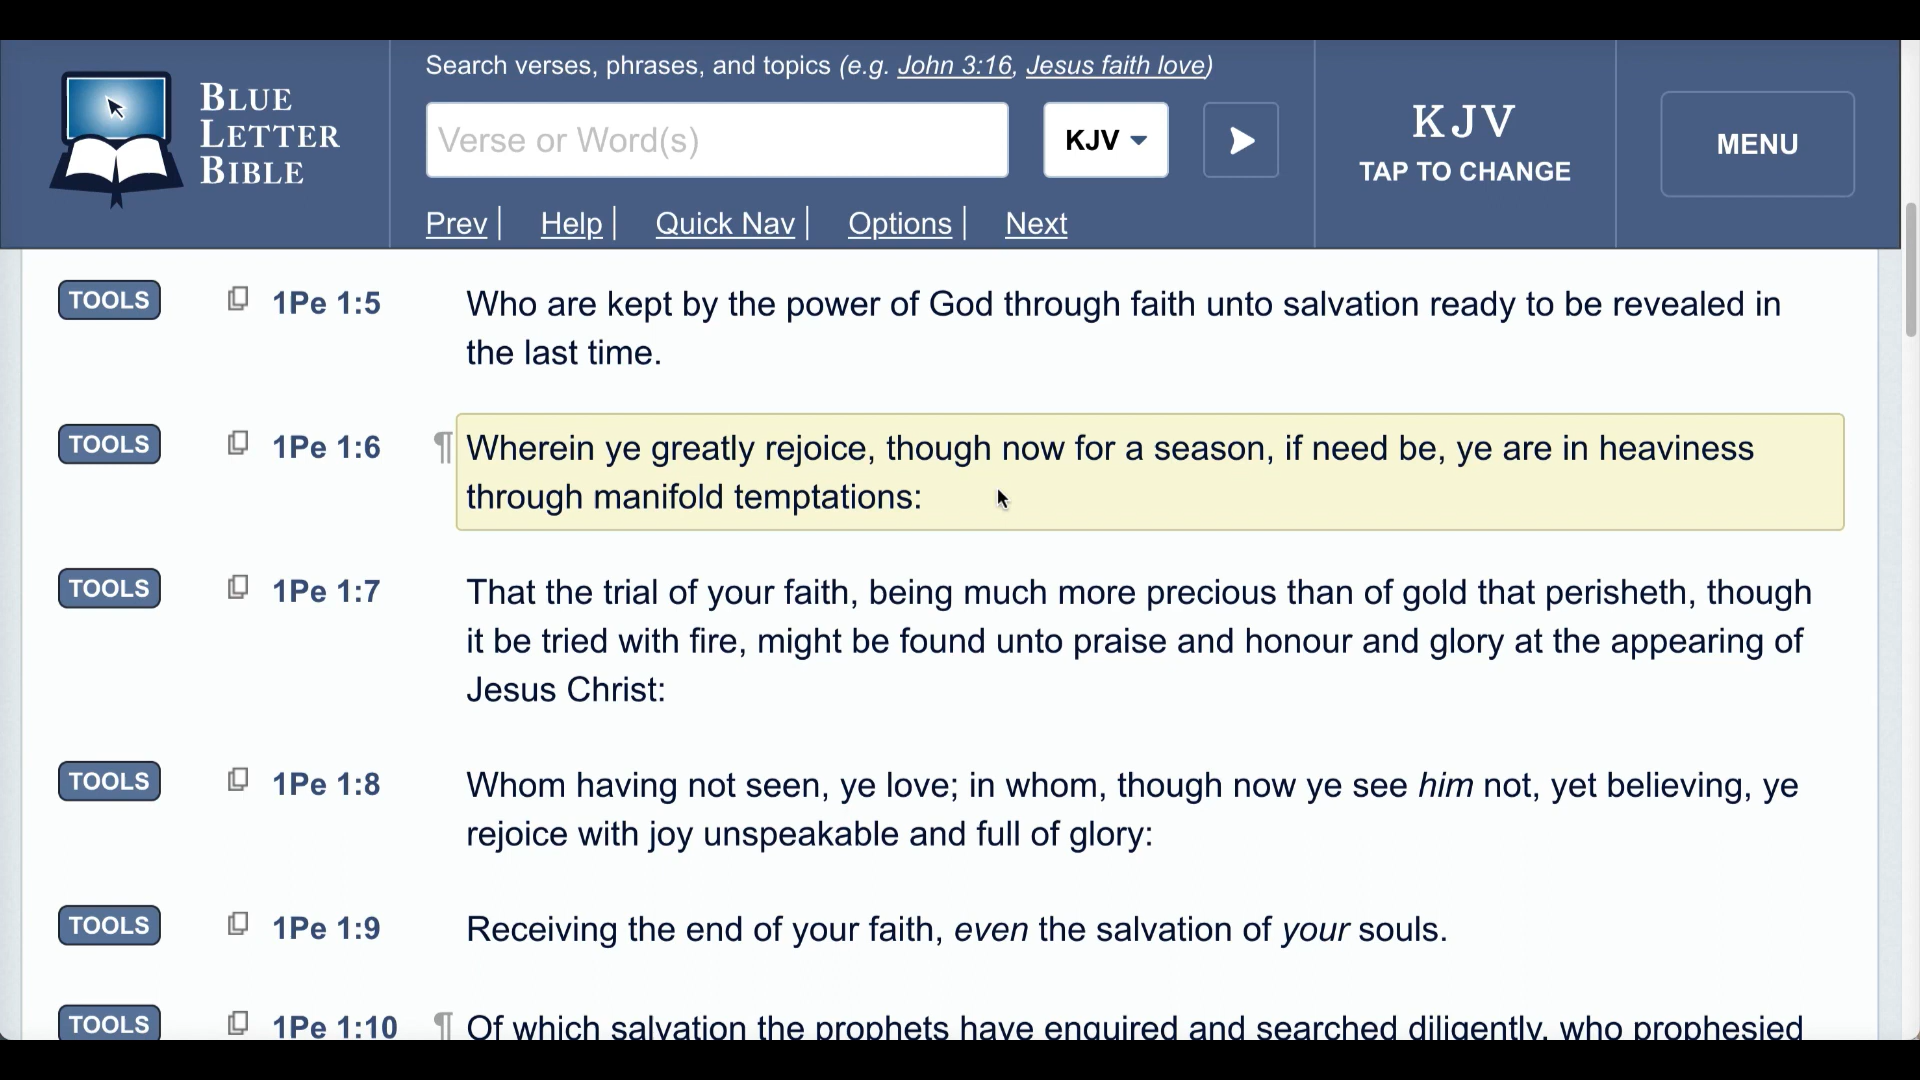 BLUE
LETTER
BIBLE
Search verses, phrases, and topics (e.g. John 3:16, Jesus faith love)
Verse or Word(s)
KJV
Prev | Help | Quick Nav | Options | Next
KJV
TAP TO CHANGE
MENU
TOOLS 1Pe 1:5 Who are kept by the power of God through faith unto salvation ready to be revealed in
the last time.
TOOLS 1Pe 1:6 ¶ Wherein ye greatly rejoice, though now for a season, if need be, ye are in heaviness
through manifold temptations:
TOOLS 1Pe 1:7 That the trial of your faith, being much more precious than of gold that perisheth, though
it be tried with fire, might be found unto praise and honour and glory at the appearing of
Jesus Christ:
TOOLS 1Pe 1:8 Whom having not seen, ye love; in whom, though now ye see him not, yet believing, ye
rejoice with joy unspeakable and full of glory:
TOOLS 1Pe 1:9 Receiving the end of your faith, even the salvation of your souls.
TOOLS 1Pe 1:10 ¶ Of which salvation the prophets have enquired and searched diligently, who prophesied